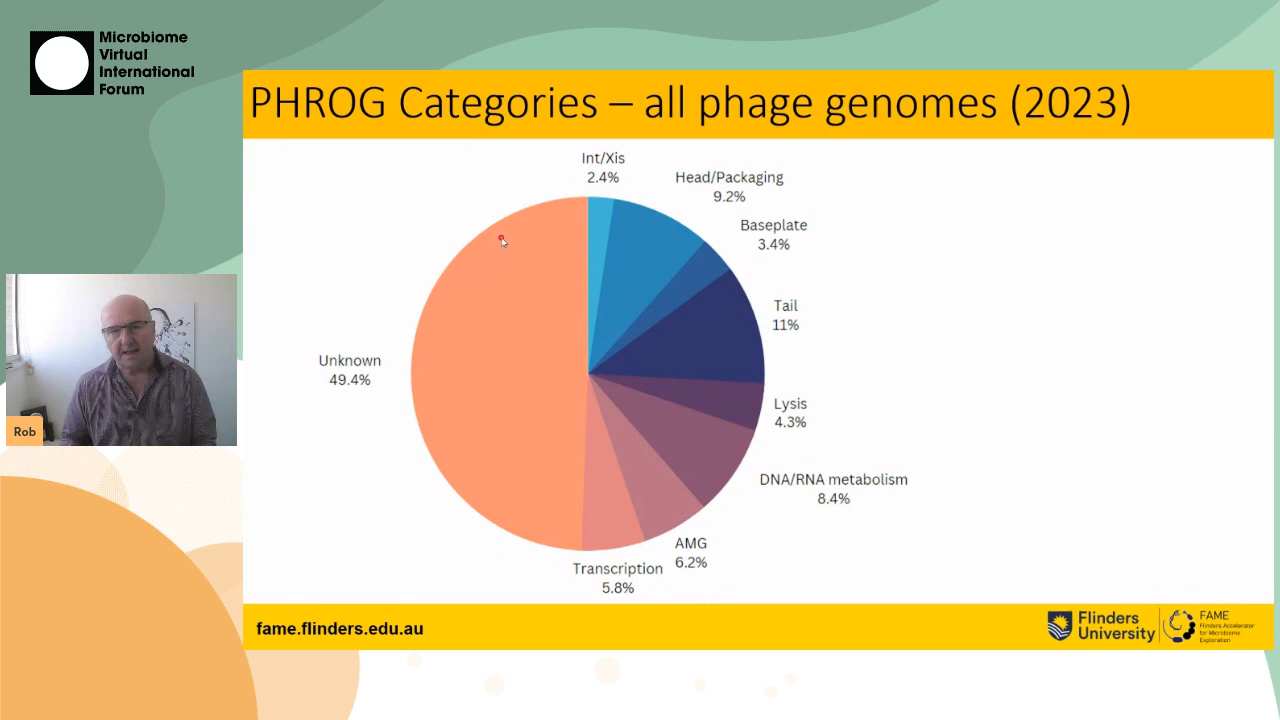 Microbiome
Virtual
International
Forum
PHROG Categories – all phage genomes (2023)
Int/Xis
2.4%
Head/Packaging
9.2%
Baseplate
3.4%
Tail
11%
Unknown
49.4%
Lysis
4.3%
Rob
DNA/RNA metabolism
8.4%
AMG
6.2%
Transcription
5.8%
fame.flinders.edu.au
Flinders
University
FAME
Flinders Accelerator
for Microbiome
Exploration